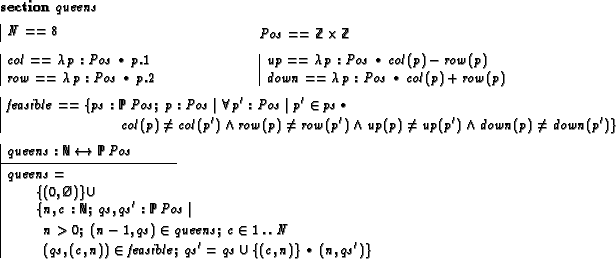 section queens
N == 8
Pos == ℤ × ℤ
col == λ p : Pos • p.1
row == λ p : Pos • p.2
up == λ p : Pos • col(p) − row(p)
down == λ p : Pos • col(p) + row(p)
feasible == {ps : ℙ Pos; p : Pos | ∀ p′ : Pos | p′ ∈ ps •
col(p) ≠ col(p′) ∧ row(p) ≠ row(p′) ∧ up(p) ≠ up(p′) ∧ down(p) ≠ down(p′)}
queens : ℕ ↔ ℙ Pos
queens =
{(0, ∅)} ∪
{n, c : ℕ; qs, qs′ : ℙ Pos |
n > 0; (n − 1, qs) ∈ queens; c ∈ 1 .. N
(qs, (c, n)) ∈ feasible; qs′ = qs ∪ {(c, n)} • (n, qs′)}